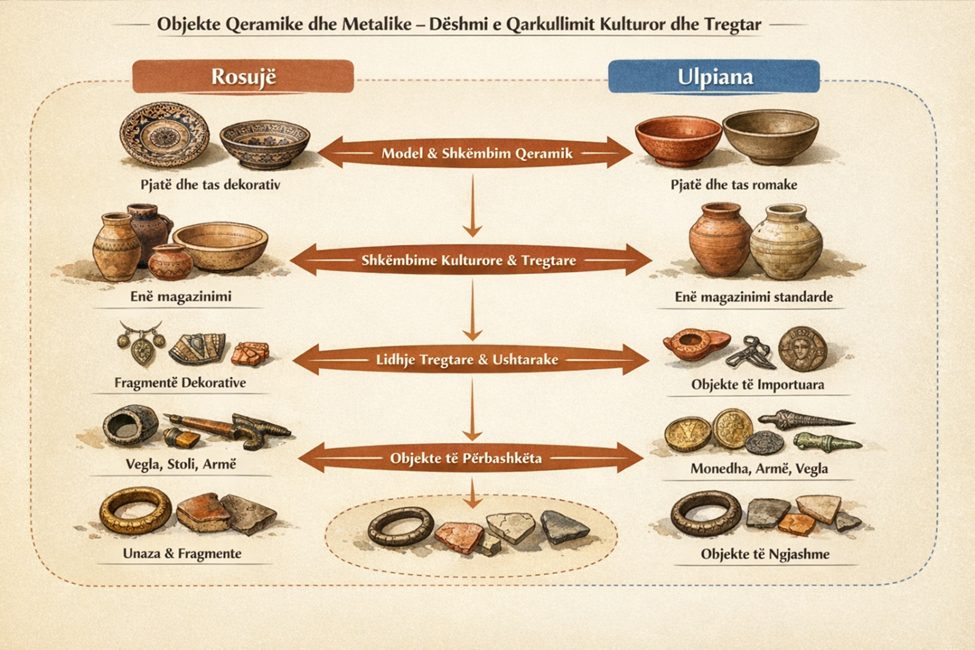 Objekte Qeramike dhe Metalike – Dëshmi e Qarkullimit Kulturor dhe Tregtar
Rosujë
Ulpiana
Model & Shkëmbim Qeramik
Pjatë dhe tas dekorativ
Pjatë dhe tas romake
Shkëmbime Kulturore & Tregtare
Enë magazinimi
Enë magazinimi standarde
Lidhje Tregtare & Ushtarake
Fragmentë Dekorative
Objekte të Importuara
Objekte të Përbashkëta
Vegla, Stoli, Armë
Monedha, Armë, Vegla
Unaza & Fragmente
Objekte të Ngjashme